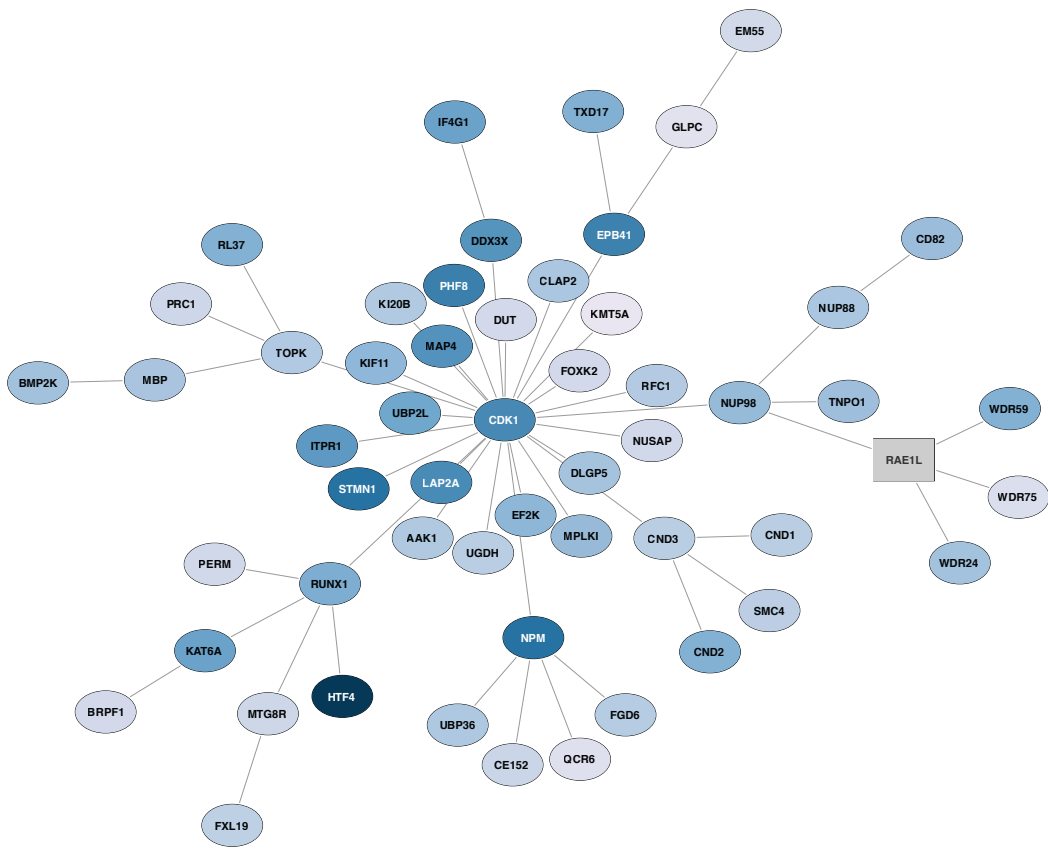 EM55
TXD17
IF4G1
GLPC
EPB41
CD82
DDX3X
RL37
CLAP2
PHF8
KI20B
PRC1
NUP88
KMT5A
DUT
MAP4
TOPK
KIF11
FOXK2
MBP
BMP2K
RFC1
NUP98
TNPO1
WDR59
UBP2L
CDK1
NUSAP
ITPR1
RAE1L
DLGP5
LAP2A
STMN1
WDR75
EF2K
CND1
MPLKI
AAK1
CND3
UGDH
WDR24
PERM
RUNX1
SMC4
NPM
KAT6A
CND2
HTF4
BRPF1
MTG8R
FGD6
UBP36
QCR6
CE152
FXL19